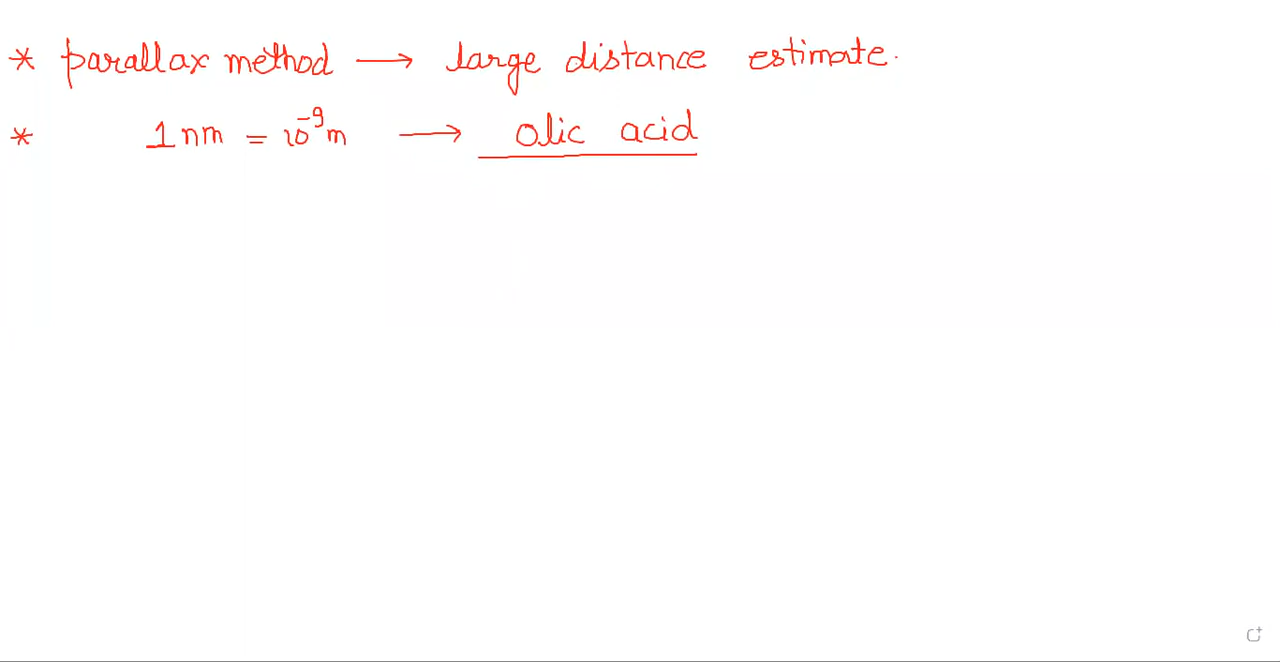 * parallax method → large distance estimate.
* 1 nm = 10⁻⁹ m → olic acid